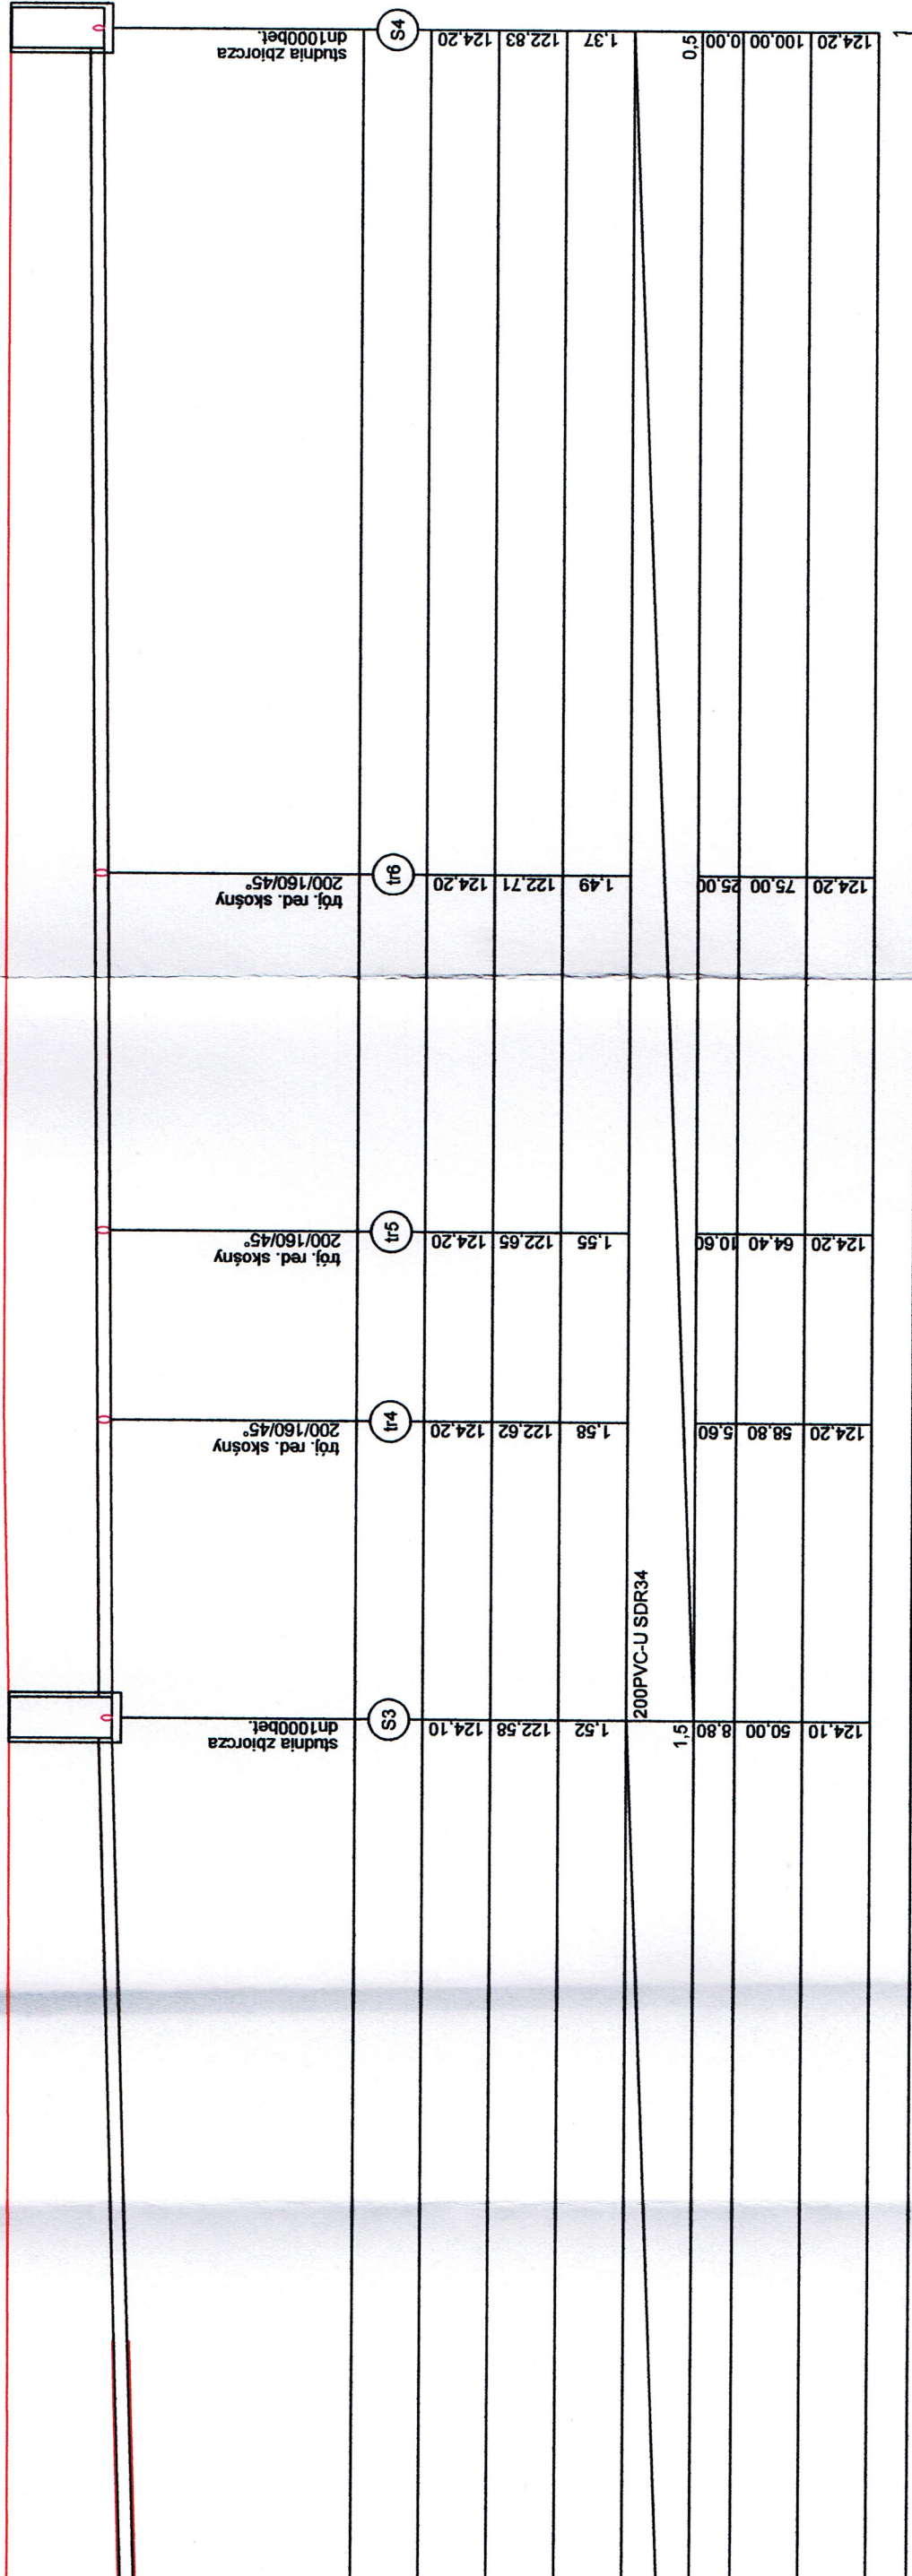 studnia zbiorcza
dn1000bet.
S4
124,20
122,83
1,37
0,5
0,00
100,00
124,20
trój. red. skośny
200/160/45°
tr6
124,20
122,71
1,49
25,00
75,00
124,20
trój. red. skośny
200/160/45°
tr5
124,20
122,65
1,55
10,60
64,40
124,20
trój. red. skośny
200/160/45°
tr4
124,20
122,62
1,58
5,60
58,80
124,20
200PVC-U SDR34
studnia zbiorcza
dn1000bet.
S3
124,10
122,58
1,52
1,5
8,80
50,00
124,10